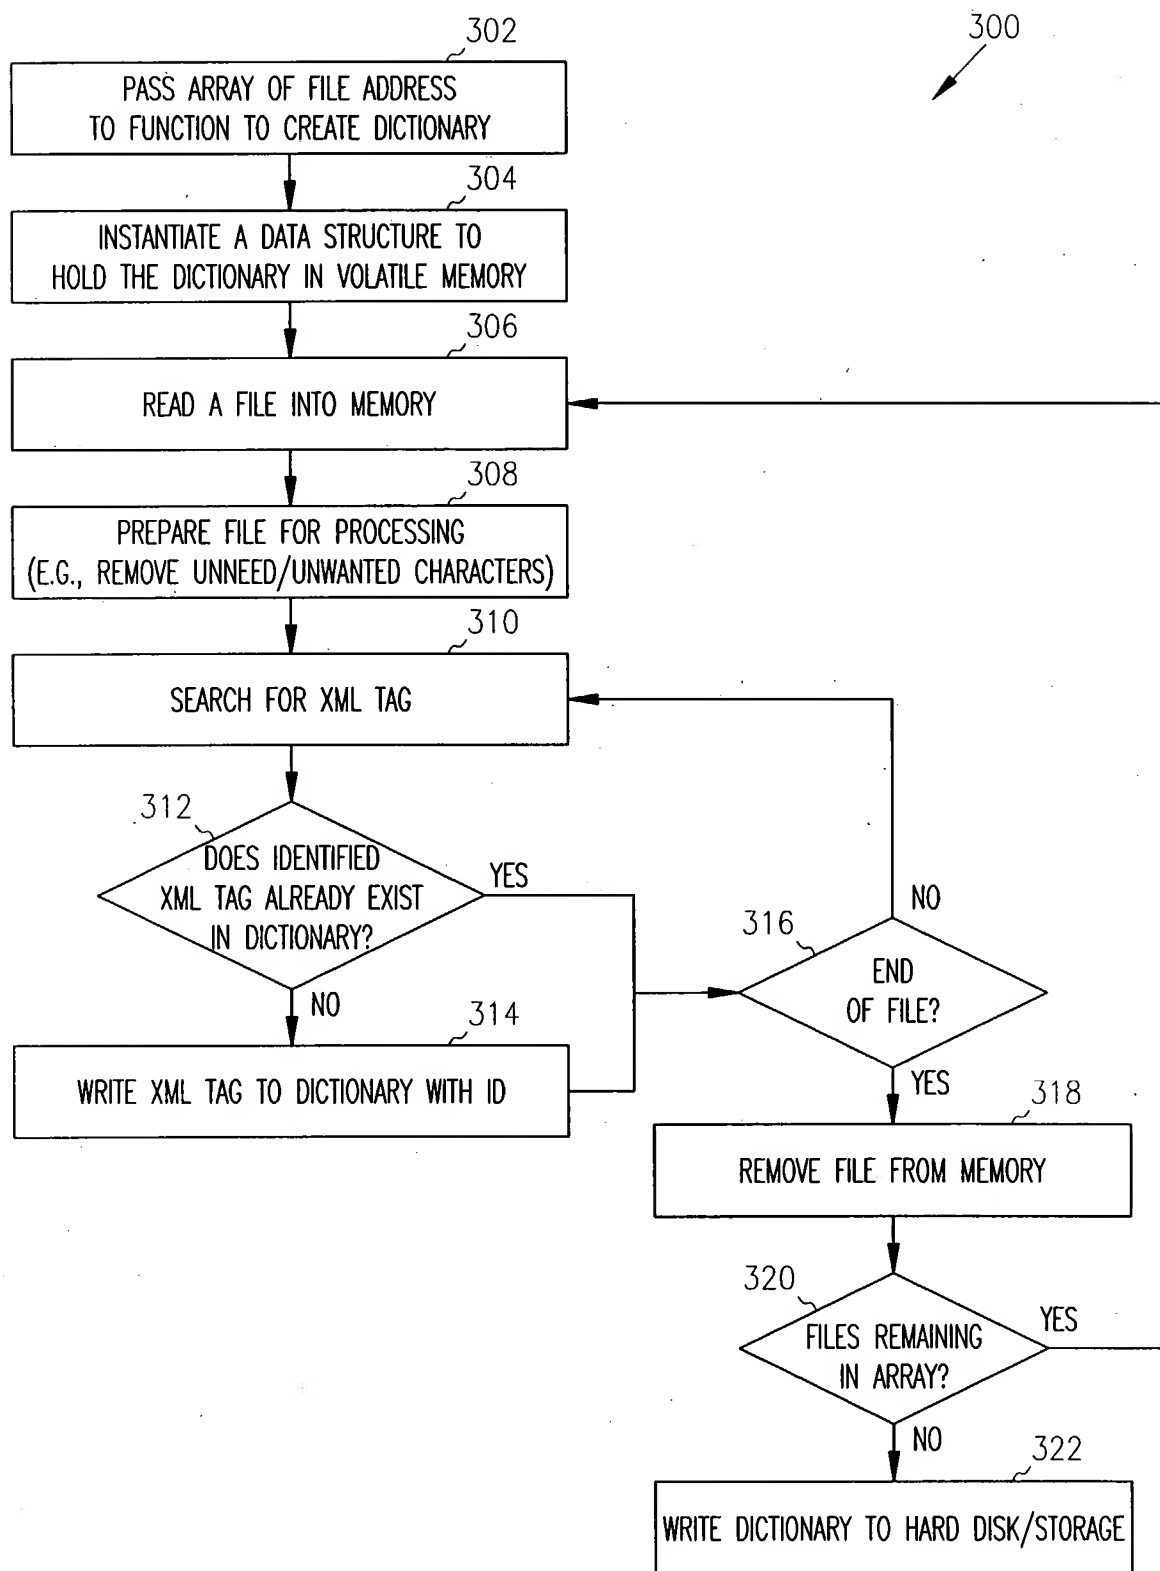 302
300
PASS ARRAY OF FILE ADDRESS
TO FUNCTION TO CREATE DICTIONARY
304
INSTANTIATE A DATA STRUCTURE TO
HOLD THE DICTIONARY IN VOLATILE MEMORY
306
READ A FILE INTO MEMORY
308
PREPARE FILE FOR PROCESSING
(E.G., REMOVE UNNEED/UNWANTED CHARACTERS)
310
SEARCH FOR XML TAG
312
DOES IDENTIFIED
XML TAG ALREADY EXIST
IN DICTIONARY?
YES
NO
314
WRITE XML TAG TO DICTIONARY WITH ID
316
NO
END
OF FILE?
YES
318
REMOVE FILE FROM MEMORY
320
FILES REMAINING
IN ARRAY?
YES
NO
322
WRITE DICTIONARY TO HARD DISK/STORAGE